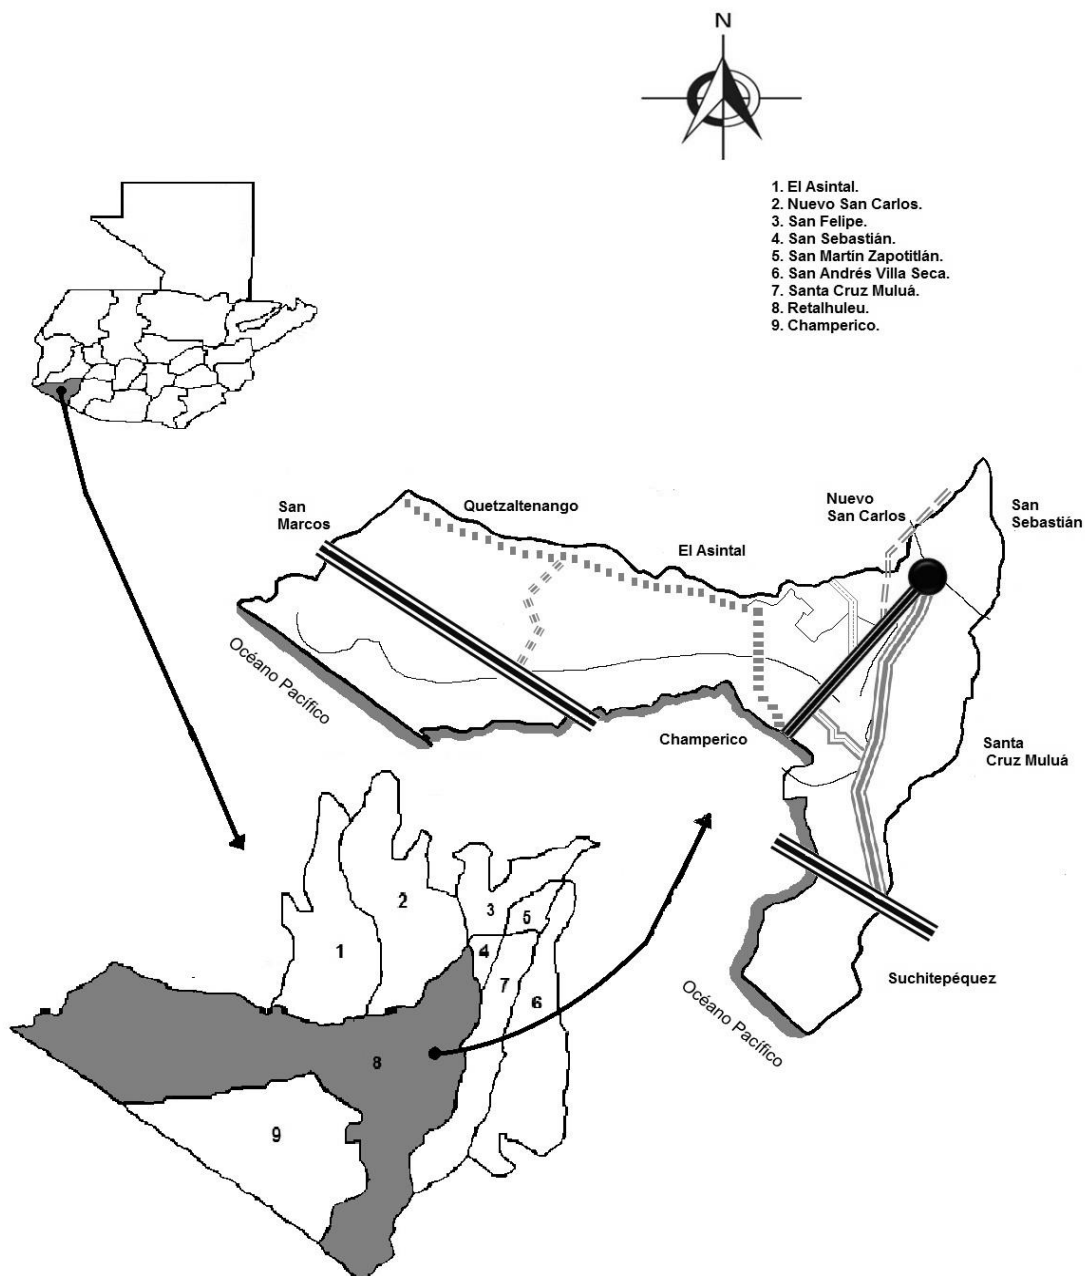 N
1. El Asintal.
2. Nuevo San Carlos.
3. San Felipe.
4. San Sebastián.
5. San Martín Zapotitlán.
6. San Andrés Villa Seca.
7. Santa Cruz Muluá.
8. Retalhuleu.
9. Champerico.
San
Marcos
Quetzaltenango
El Asintal
Nuevo
San Carlos
San
Sebastián
Océano Pacífico
Champerico
Santa
Cruz Muluá
Suchitepéquez
Océano Pacífico
1
2
3
4
5
6
7
8
9